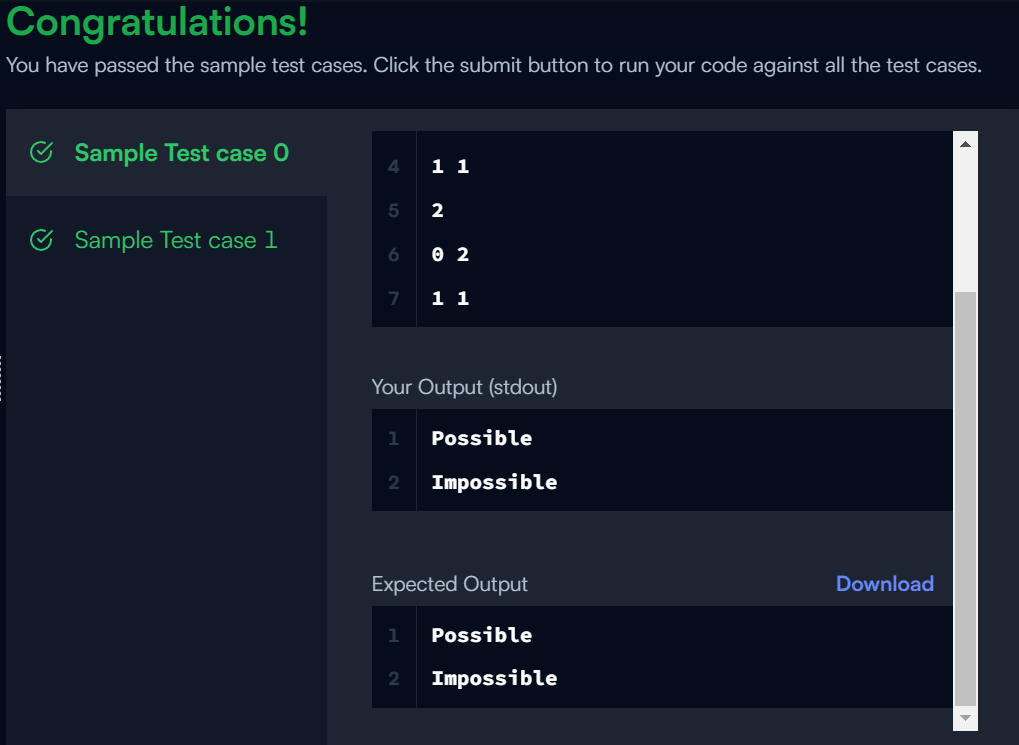 Congratulations!
You have passed the sample test cases. Click the submit button to run your code against all the test cases.
Sample Test case 0
Sample Test case 1
4 1 1
5 2
6 0 2
7 1 1
Your Output (stdout)
1 Possible
2 Impossible
Expected Output Download
1 Possible
2 Impossible